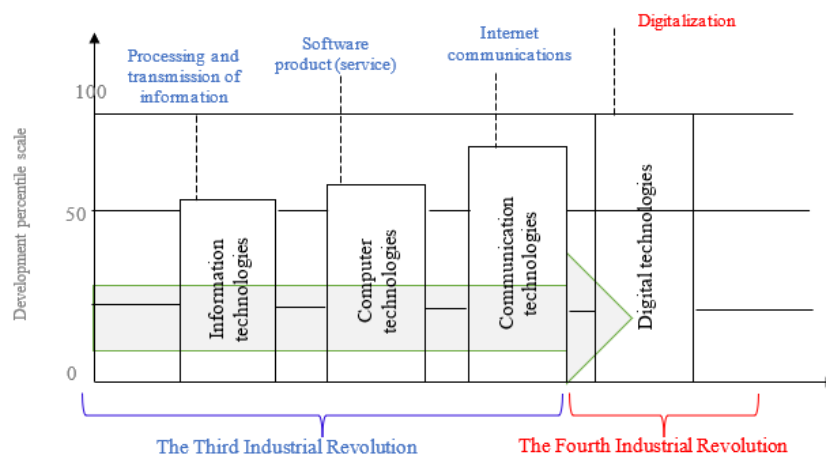 Digitalization
Processing and
transmission of
information
Software
product (service)
Internet
communications
100
50
0
Development percentile scale
Information
technologies
Computer
technologies
Communication
technologies
Digital technologies
The Third Industrial Revolution
The Fourth Industrial Revolution